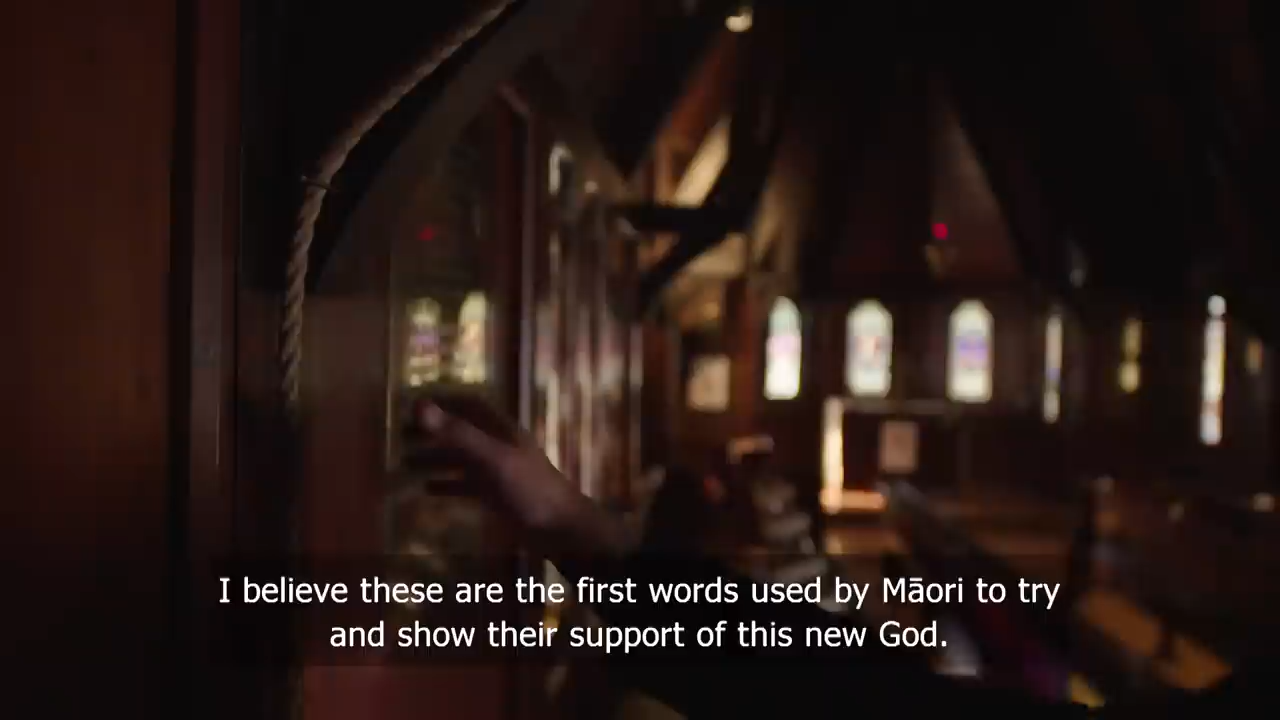 I believe these are the first words used by Māori to try
and show their support of this new God.